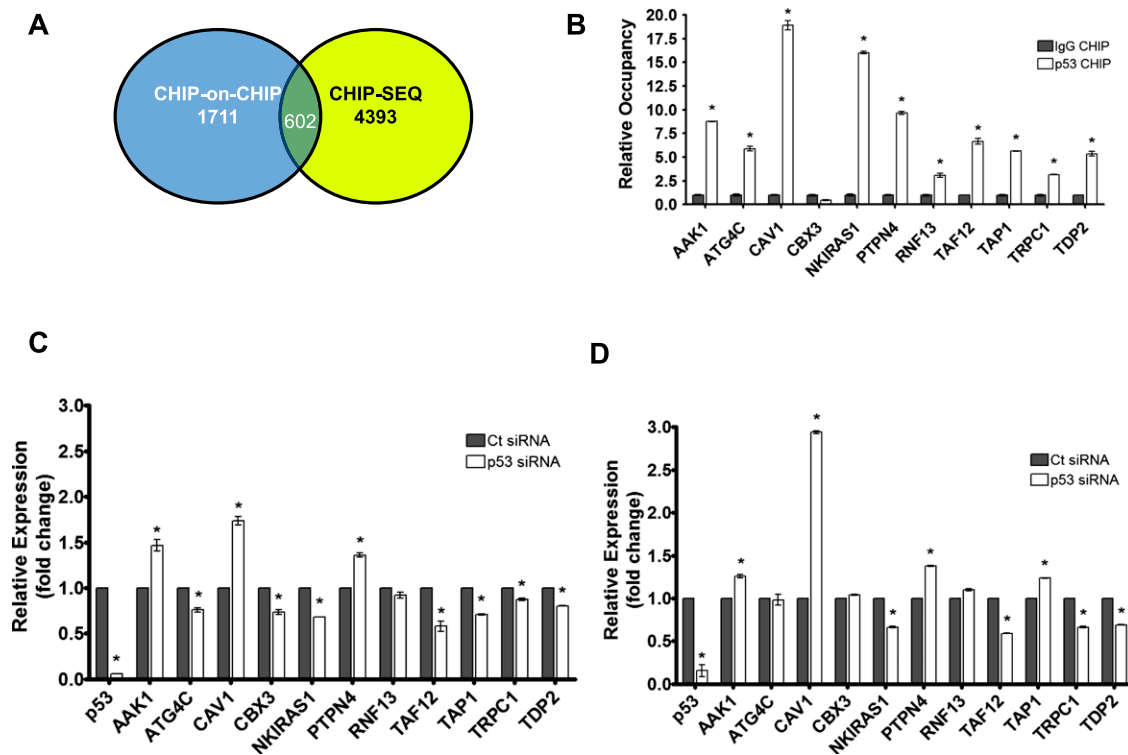 A
CHIP-on-CHIP
1711
602
CHIP-SEQ
4393
B
Relative Occupancy
20.0
17.5
15.0
12.5
10.0
7.5
5.0
2.5
0.0
IgG CHIP
p53 CHIP
* * * * * * * * * *
AAK1
ATG4C
CAV1
CBX3
NKIRAS1
PTPN4
RNF13
TAF12
TAP1
TRPC1
TDP2
C
Relative Expression
(fold change)
3.0
2.5
2.0
1.5
1.0
0.5
0.0
Ct siRNA
p53 siRNA
* * * * * * * * * * *
p53
AAK1
ATG4C
CAV1
CBX3
NKIRAS1
PTPN4
RNF13
TAF12
TAP1
TRPC1
TDP2
D
Relative Expression
(fold change)
3.0
2.5
2.0
1.5
1.0
0.5
0.0
Ct siRNA
p53 siRNA
* * * * * * * * *
p53
AAK1
ATG4C
CAV1
CBX3
NKIRAS1
PTPN4
RNF13
TAF12
TAP1
TRPC1
TDP2